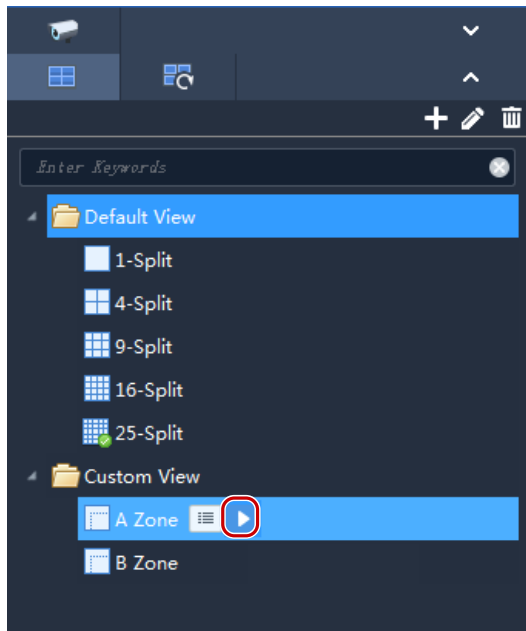 Enter Keywords
Default View
1-Split
4-Split
9-Split
16-Split
25-Split
Custom View
A Zone
B Zone